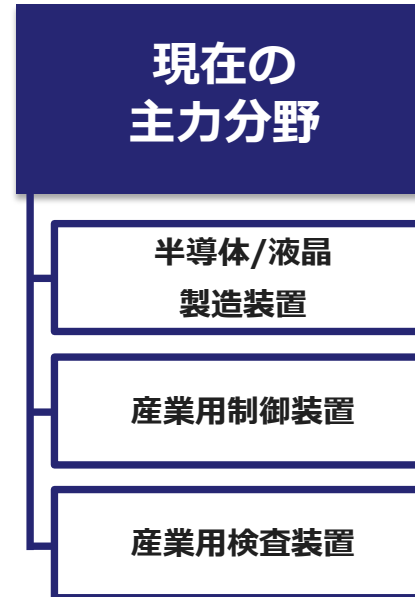 現在の
主力分野
半導体/液晶
製造装置
産業用制御装置
産業用検査装置